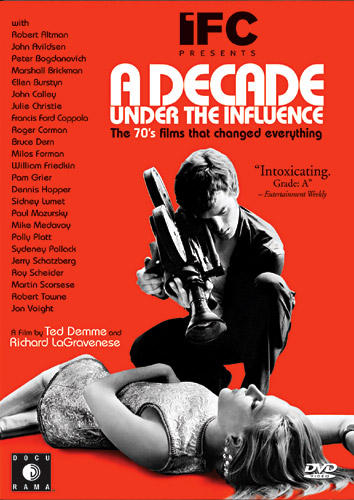 with
Robert Altman
John Avildsen
Peter Bogdanovich
Marshall Brickman
Ellen Burstyn
John Calley
Julie Christie
Francis Ford Coppola
Roger Corman
Bruce Dern
Milos Forman
William Friedkin
Pam Grier
Dennis Hopper
Sidney Lumet
Paul Mazursky
Mike Medavoy
Polly Platt
Sydeney Pollack
Jerry Schatzberg
Roy Scheider
Martin Scorsese
Robert Towne
Jon Voight
A Film by Ted Demme and
Richard LaGravenese
iFC
PRESENTS
A DECADE
UNDER THE INFLUENCE
The 70's films that changed everything
"Intoxicating.
Grade: A"
– Entertainment Weekly
DOCU
RAMA
DVD
VIDEO